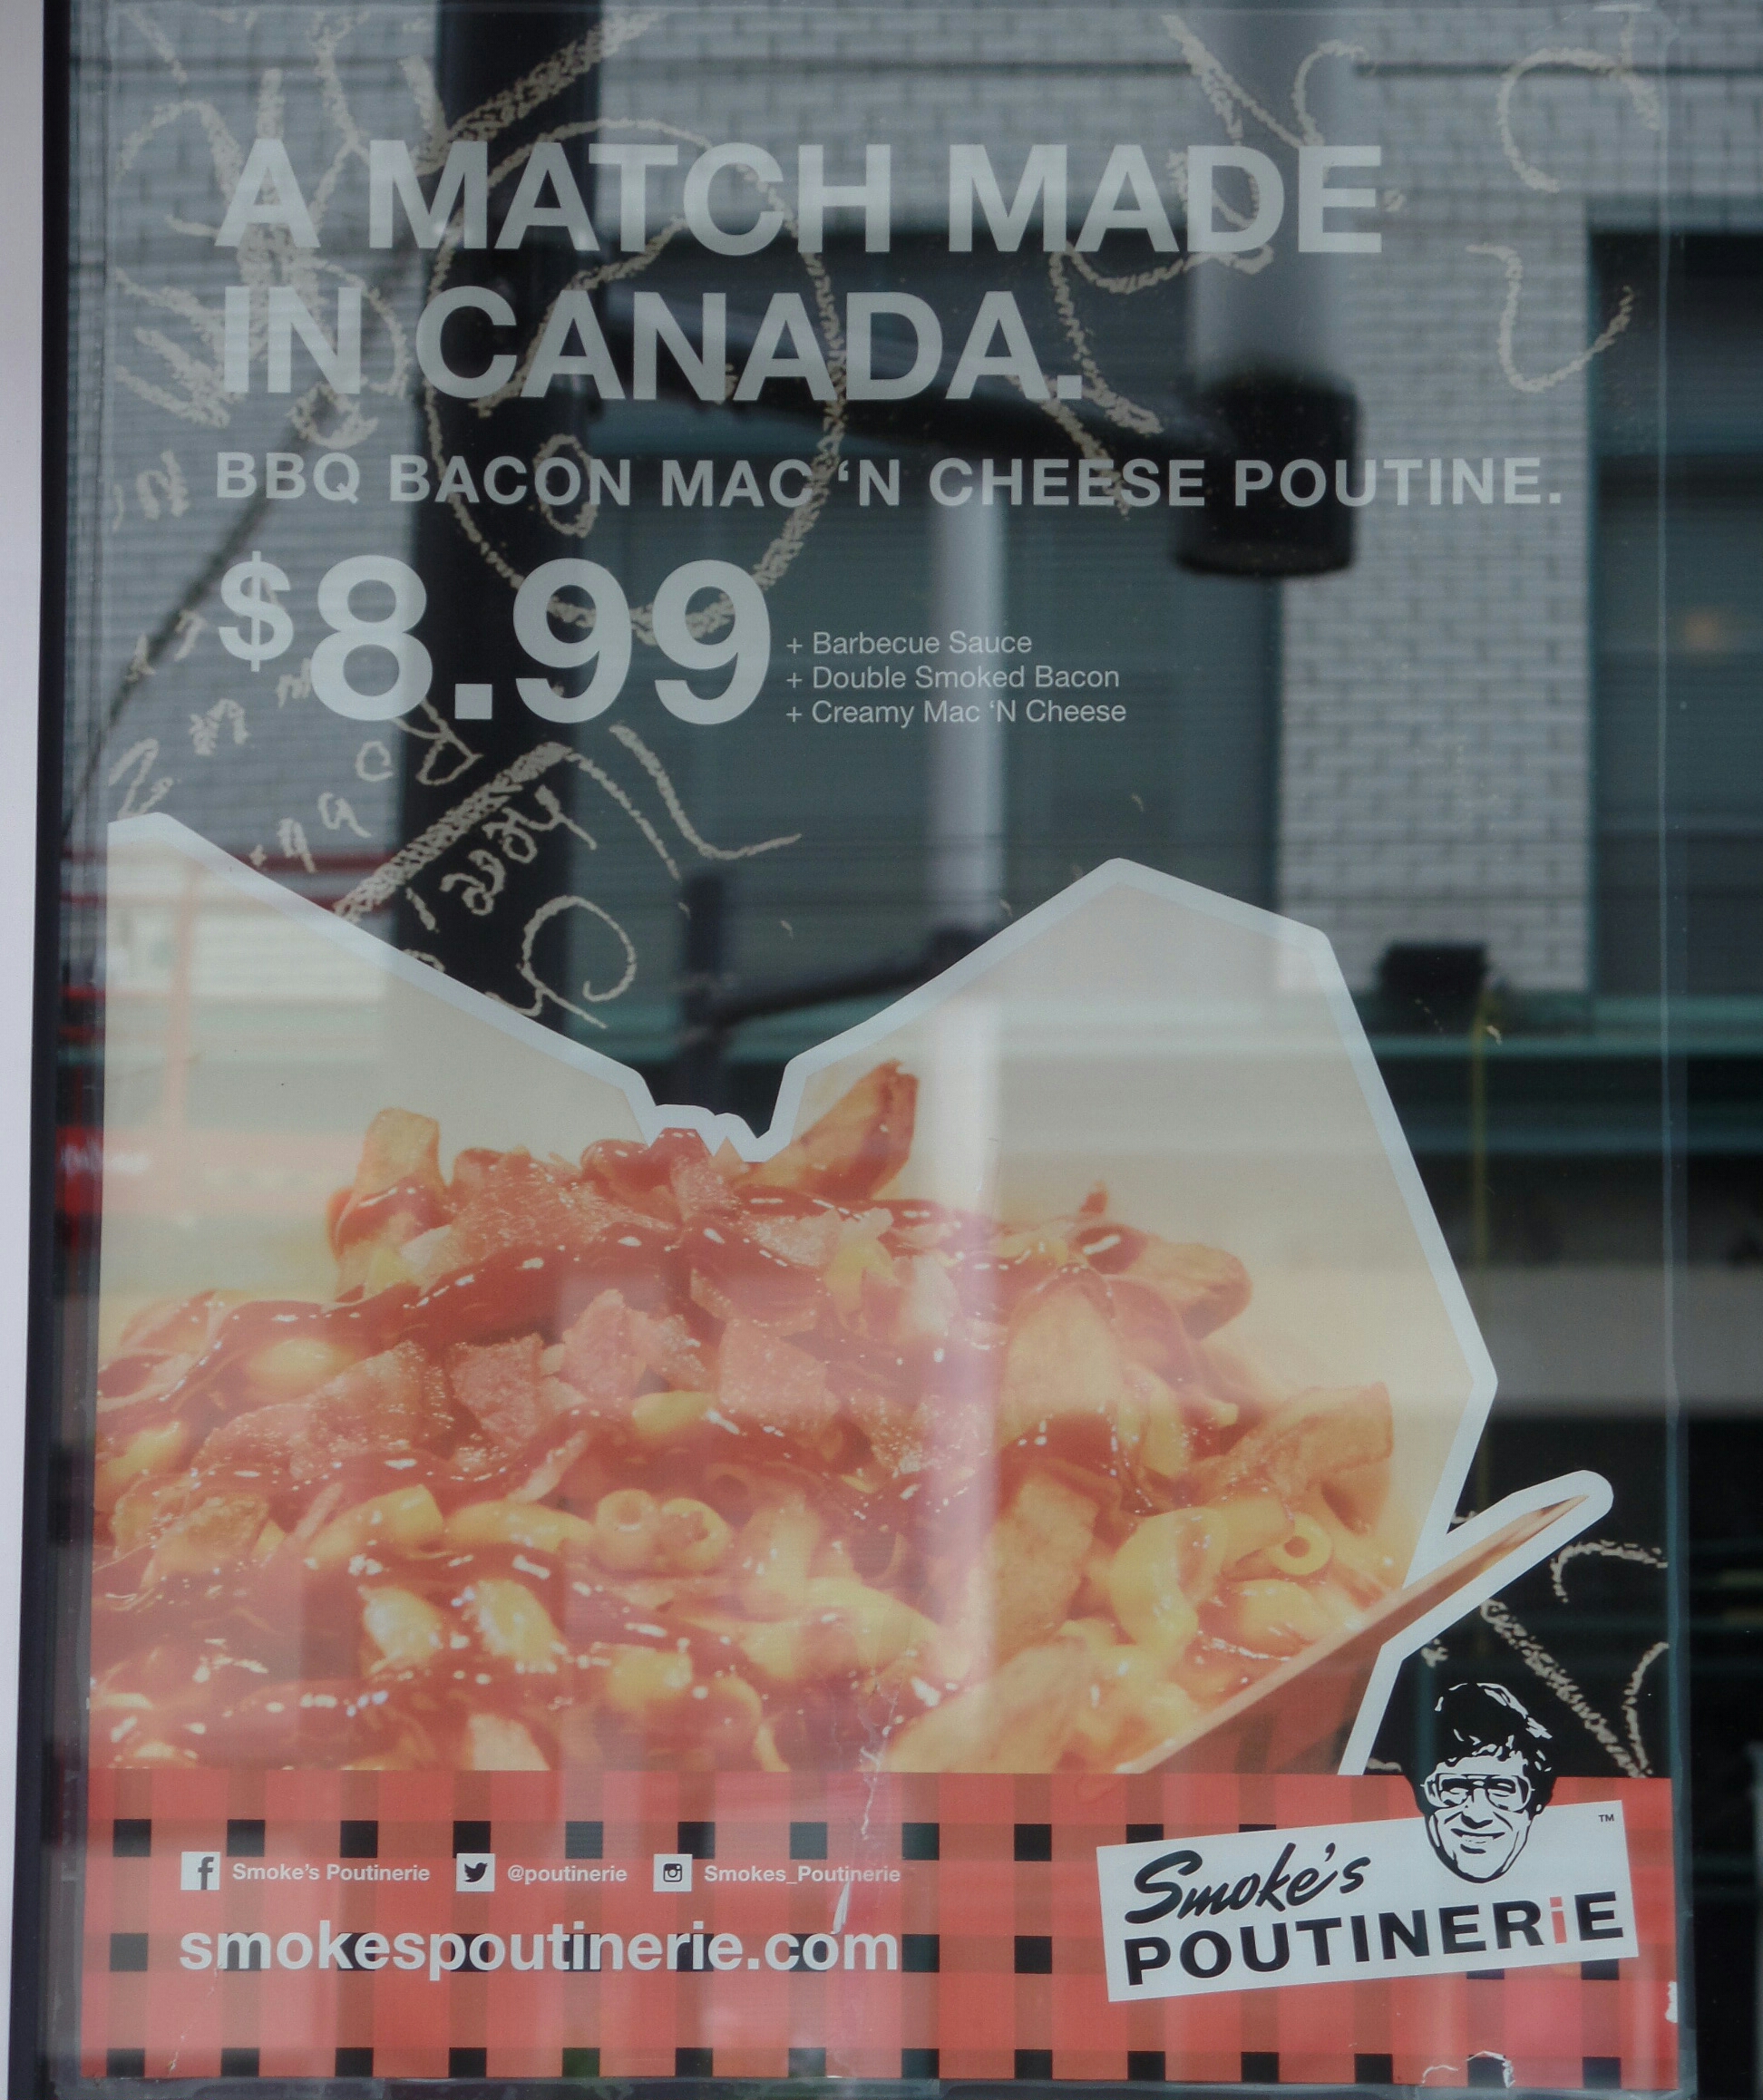 A MATCH MADE
IN CANADA.
BBQ BACON MAC ‘N CHEESE POUTINE.
$8.99
+ Barbecue Sauce
+ Double Smoked Bacon
+ Creamy Mac ‘N Cheese
Smoke's Poutinerie @poutinerie Smokes_Poutinerie
smokespoutinerie.com
Smoke's
POUTINERiE
TM